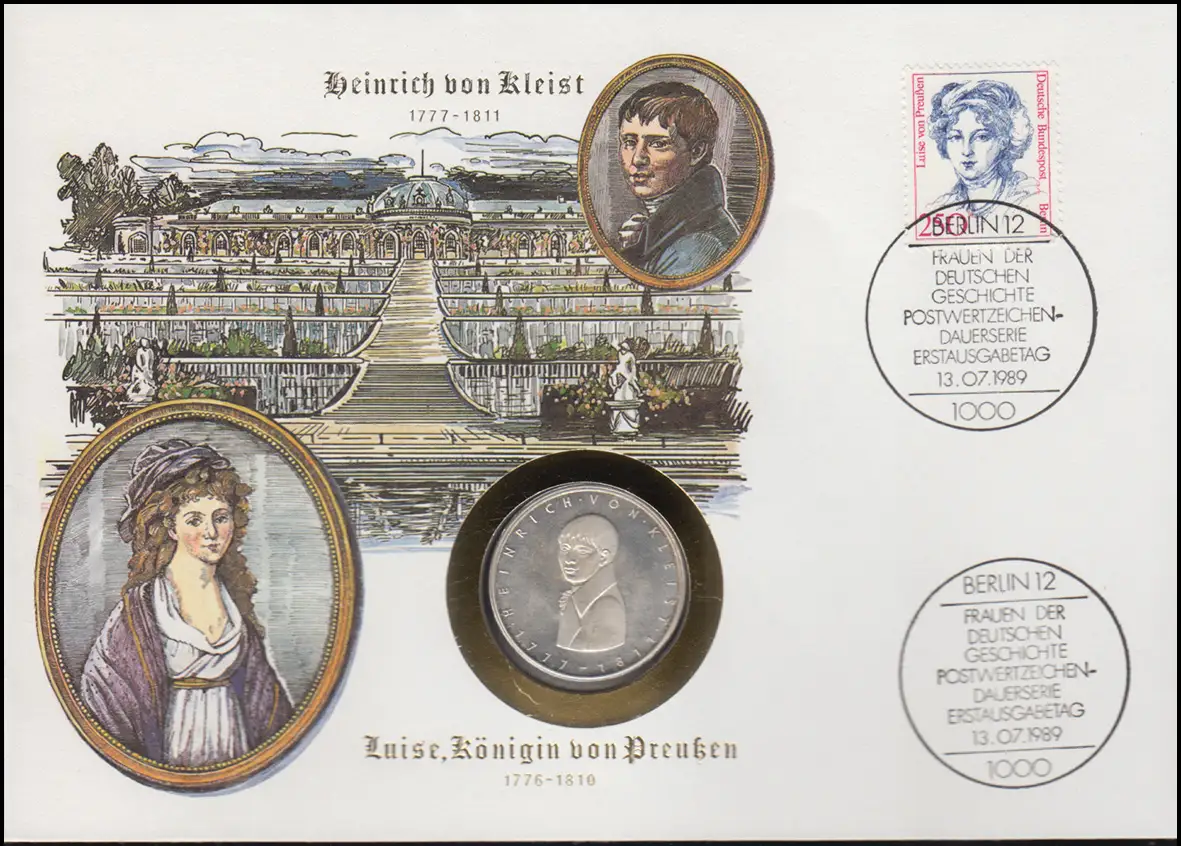 Heinrich von Kleist
1777-1811
Luise von Preußen
Deutsche Bundespost Berlin
250
BERLIN 12
FRAUEN DER
DEUTSCHEN
GESCHICHTE
POSTWERTZEICHEN-
DAUERSERIE
ERSTAUSGABETAG
13.07.1989
1000
HEINRICH · VON · KLEIST
1777-1811
BERLIN 12
FRAUEN DER
DEUTSCHEN
GESCHICHTE
POSTWERTZEICHEN-
DAUERSERIE
ERSTAUSGABETAG
13.07.1989
1000
Luise, Königin von Preußen
1776-1810